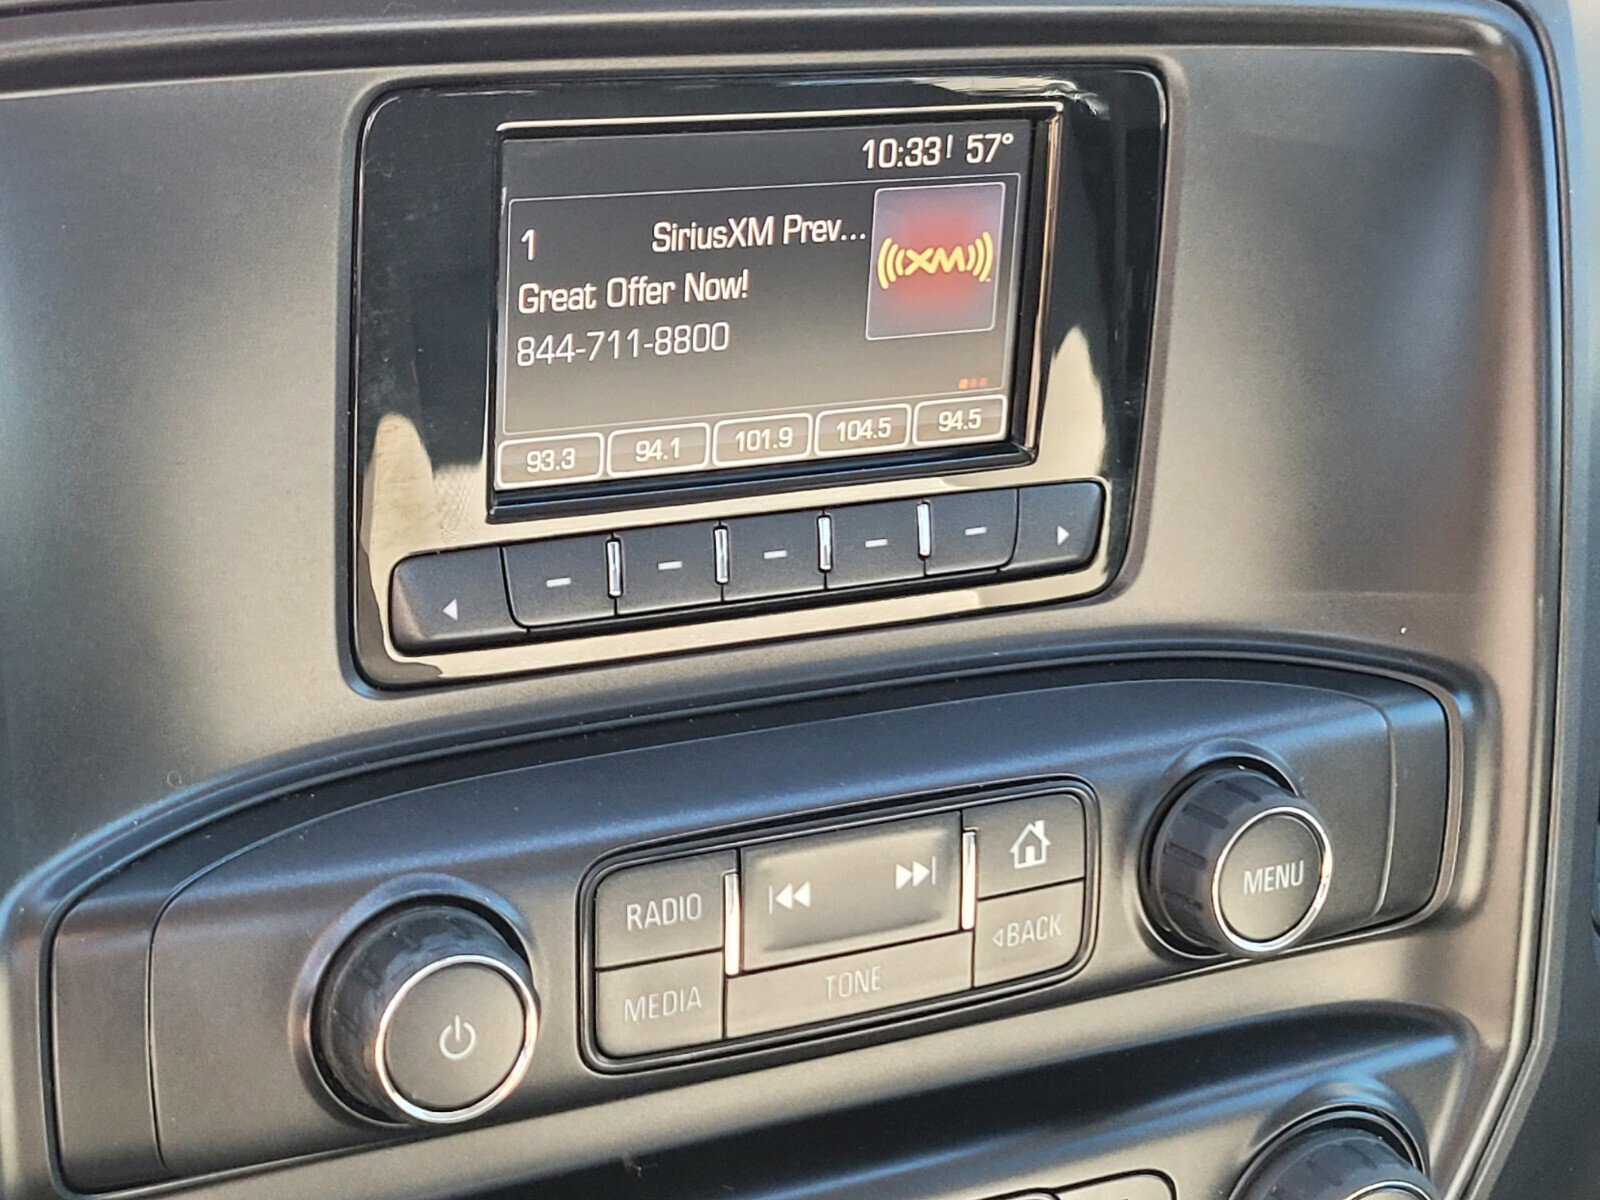 10:33 57°
1 SiriusXM Prev...
XM
Great Offer Now!
844-711-8800
93.3 94.1 101.9 104.5 94.5
RADIO
MENU
BACK
MEDIA
TONE